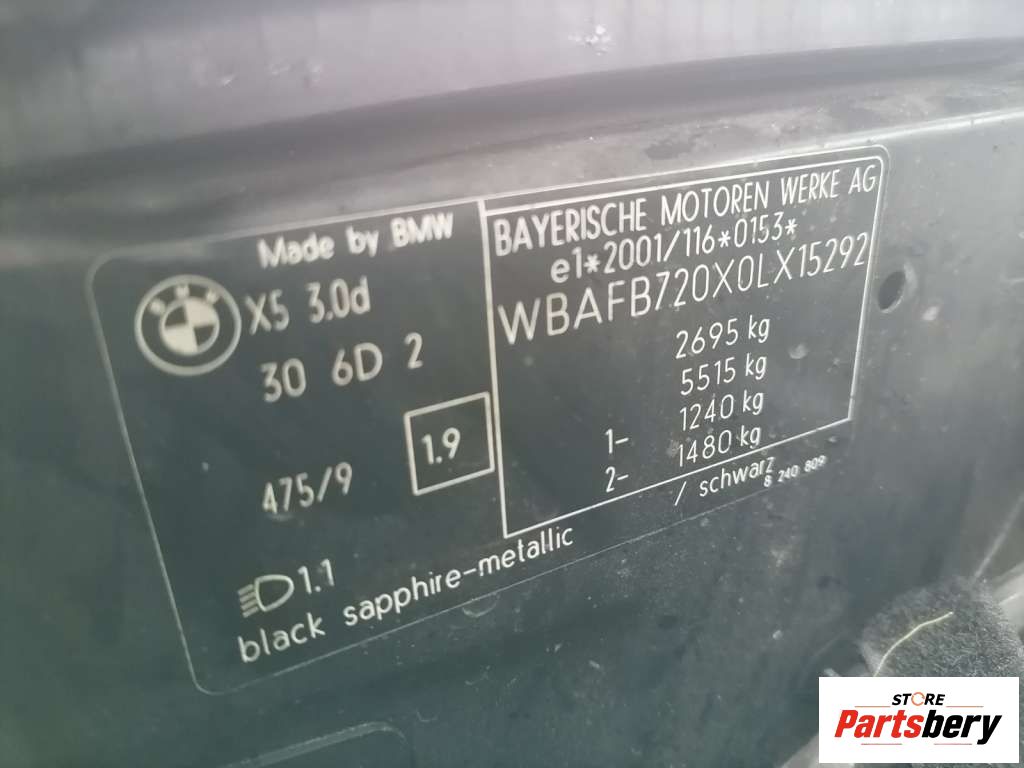 Made by BMW
BMW
X5 3.0d
30 6D 2
475/9
1.9
1.1
black sapphire-metallic
BAYERISCHE MOTOREN WERKE AG
e1*2001/116*0153*
WBAFB720X0LX15292
2695 kg
5515 kg
1- 1240 kg
2- 1480 kg
/ schwarz
8 240 809
STORE
Partsbery